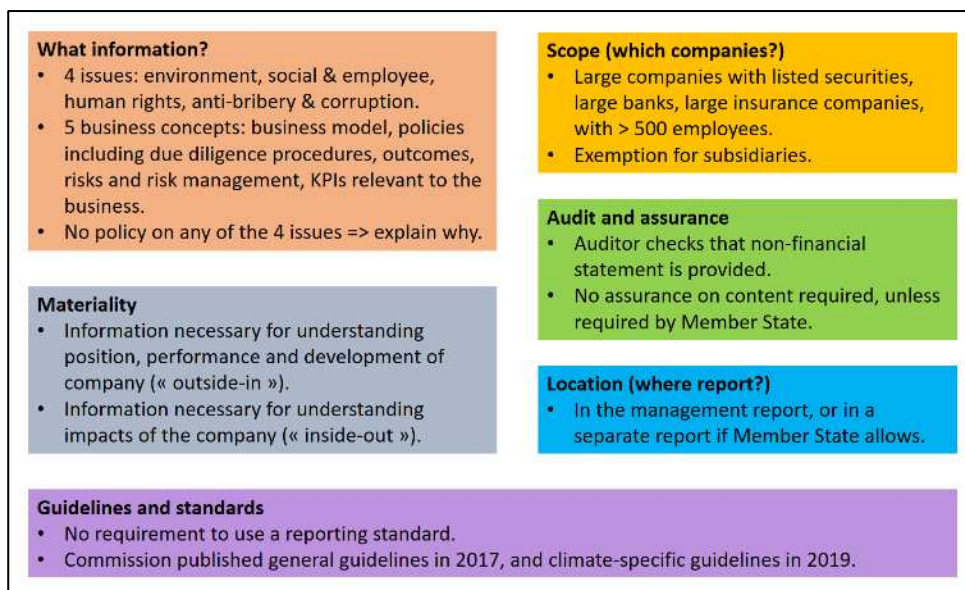 What information?
• 4 issues: environment, social & employee,
human rights, anti-bribery & corruption.
• 5 business concepts: business model, policies
including due diligence procedures, outcomes,
risks and risk management, KPIs relevant to the
business.
• No policy on any of the 4 issues => explain why.
Materiality
• Information necessary for understanding
position, performance and development of
company (« outside-in »).
• Information necessary for understanding
impacts of the company (« inside-out »).
Scope (which companies?)
• Large companies with listed securities,
large banks, large insurance companies,
with > 500 employees.
• Exemption for subsidiaries.
Audit and assurance
• Auditor checks that non-financial
statement is provided.
• No assurance on content required, unless
required by Member State.
Location (where report?)
• In the management report, or in a
separate report if Member State allows.
Guidelines and standards
• No requirement to use a reporting standard.
• Commission published general guidelines in 2017, and climate-specific guidelines in 2019.